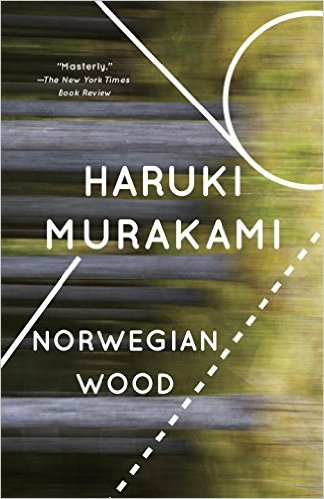 “Masterly.”
—The New York Times
Book Review
HARUKI
MURAKAMI
NORWEGIAN
WOOD